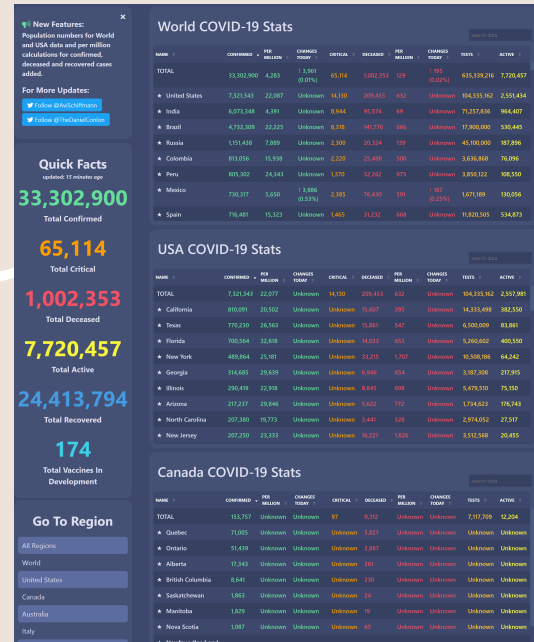 ×
New Features:
Population numbers for World
and USA data and per million
calculations for confirmed,
deceased and recovered cases
added.
For More Updates:
Follow @AviSchiffmann
Follow @TheDanielConlon
Quick Facts
updated: 15 minutes ago
33,302,900
Total Confirmed
65,114
Total Critical
1,002,353
Total Deceased
7,720,457
Total Active
24,413,794
Total Recovered
174
Total Vaccines In
Development
Go To Region
All Regions
World
United States
Canada
Australia
Italy
World COVID-19 Stats
search data
NAME CONFIRMED PER MILLION CHANGES TODAY CRITICAL DECEASED PER MILLION CHANGES TODAY TESTS ACTIVE
TOTAL 33,302,900 4,283 ↑ 3,961 (0.01%) 65,114 1,002,353 129 ↑ 195 (0.02%) 635,339,216 7,720,457
★ United States 7,321,343 22,087 Unknown 14,130 209,453 632 Unknown 104,335,162 2,551,434
★ India 6,073,348 4,391 Unknown 8,944 95,574 69 Unknown 71,257,836 964,407
★ Brazil 4,732,309 22,225 Unknown 8,318 141,776 666 Unknown 17,900,000 530,445
★ Russia 1,151,438 7,889 Unknown 2,300 20,324 139 Unknown 45,100,000 187,896
★ Colombia 813,056 15,938 Unknown 2,220 25,488 500 Unknown 3,636,868 76,096
★ Peru 805,302 24,343 Unknown 1,370 32,262 975 Unknown 3,850,122 108,550
★ Mexico 730,317 5,650 ↑ 3,886 (0.53%) 2,385 76,430 591 ↑ 187 (0.25%) 1,671,189 130,056
★ Spain 716,481 15,323 Unknown 1,465 31,232 668 Unknown 11,820,505 534,873
USA COVID-19 Stats
search data
NAME CONFIRMED PER MILLION CHANGES TODAY CRITICAL DECEASED PER MILLION CHANGES TODAY TESTS ACTIVE
TOTAL 7,321,343 22,077 Unknown 14,130 209,453 632 Unknown 104,335,162 2,557,981
★ California 810,091 20,502 Unknown Unknown 15,607 395 Unknown 14,333,498 382,550
★ Texas 770,230 26,563 Unknown Unknown 15,861 547 Unknown 6,500,009 83,861
★ Florida 700,564 32,618 Unknown Unknown 14,033 653 Unknown 5,260,602 400,550
★ New York 489,864 25,181 Unknown Unknown 33,215 1,707 Unknown 10,508,186 64,242
★ Georgia 314,685 29,639 Unknown Unknown 6,946 654 Unknown 3,187,308 217,915
★ Illinois 290,419 22,918 Unknown Unknown 8,845 698 Unknown 5,479,510 75,150
★ Arizona 217,237 29,846 Unknown Unknown 5,622 772 Unknown 1,734,623 176,743
★ North Carolina 207,380 19,773 Unknown Unknown 3,441 328 Unknown 2,974,052 27,517
★ New Jersey 207,250 23,333 Unknown Unknown 16,221 1,826 Unknown 3,512,568 20,455
Canada COVID-19 Stats
search data
NAME CONFIRMED PER MILLION CHANGES TODAY CRITICAL DECEASED PER MILLION CHANGES TODAY TESTS ACTIVE
TOTAL 153,757 Unknown Unknown 97 9,312 Unknown Unknown 7,117,709 12,204
★ Quebec 71,005 Unknown Unknown Unknown 5,821 Unknown Unknown Unknown Unknown
★ Ontario 51,439 Unknown Unknown Unknown 2,887 Unknown Unknown Unknown Unknown
★ Alberta 17,343 Unknown Unknown Unknown 261 Unknown Unknown Unknown Unknown
★ British Columbia 8,641 Unknown Unknown Unknown 230 Unknown Unknown Unknown Unknown
★ Saskatchewan 1,863 Unknown Unknown Unknown 24 Unknown Unknown Unknown Unknown
★ Manitoba 1,829 Unknown Unknown Unknown 19 Unknown Unknown Unknown Unknown
★ Nova Scotia 1,087 Unknown Unknown Unknown 65 Unknown Unknown Unknown Unknown